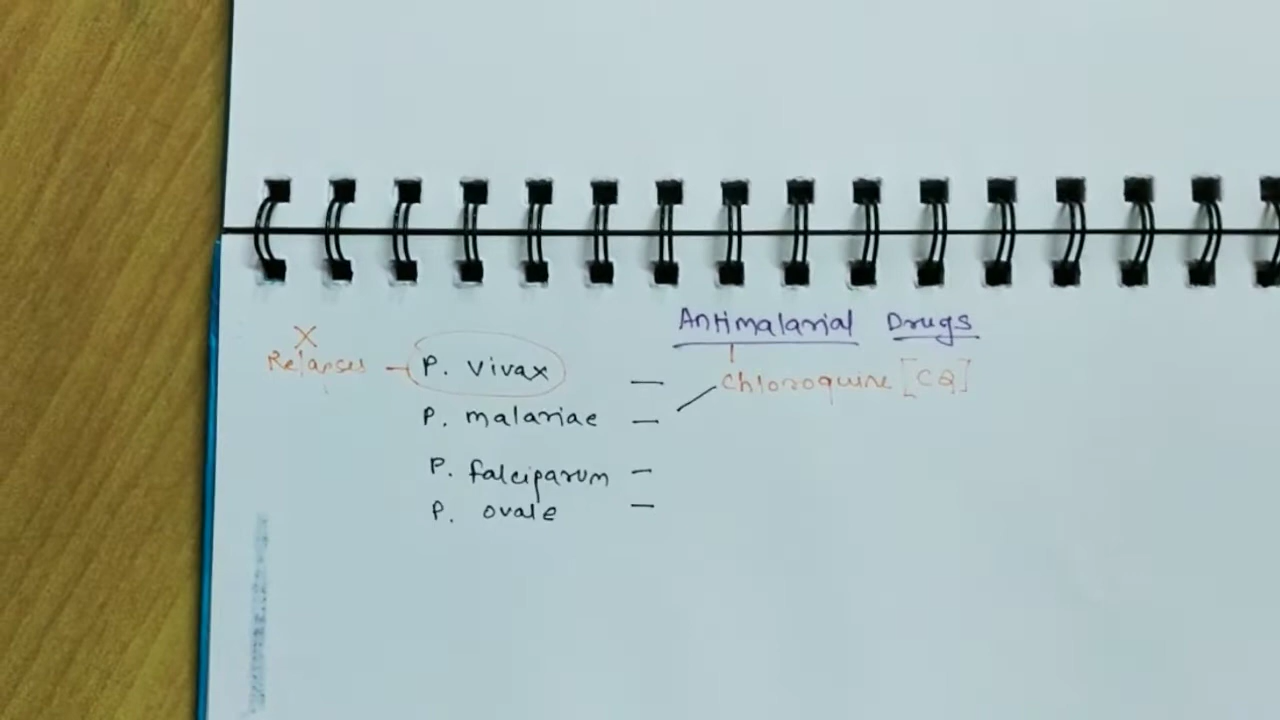 Antimalarial Drugs
X
Relapses - P. vivax — Chloroquine [CQ]
P. malariae —
P. falciparum —
P. ovale —